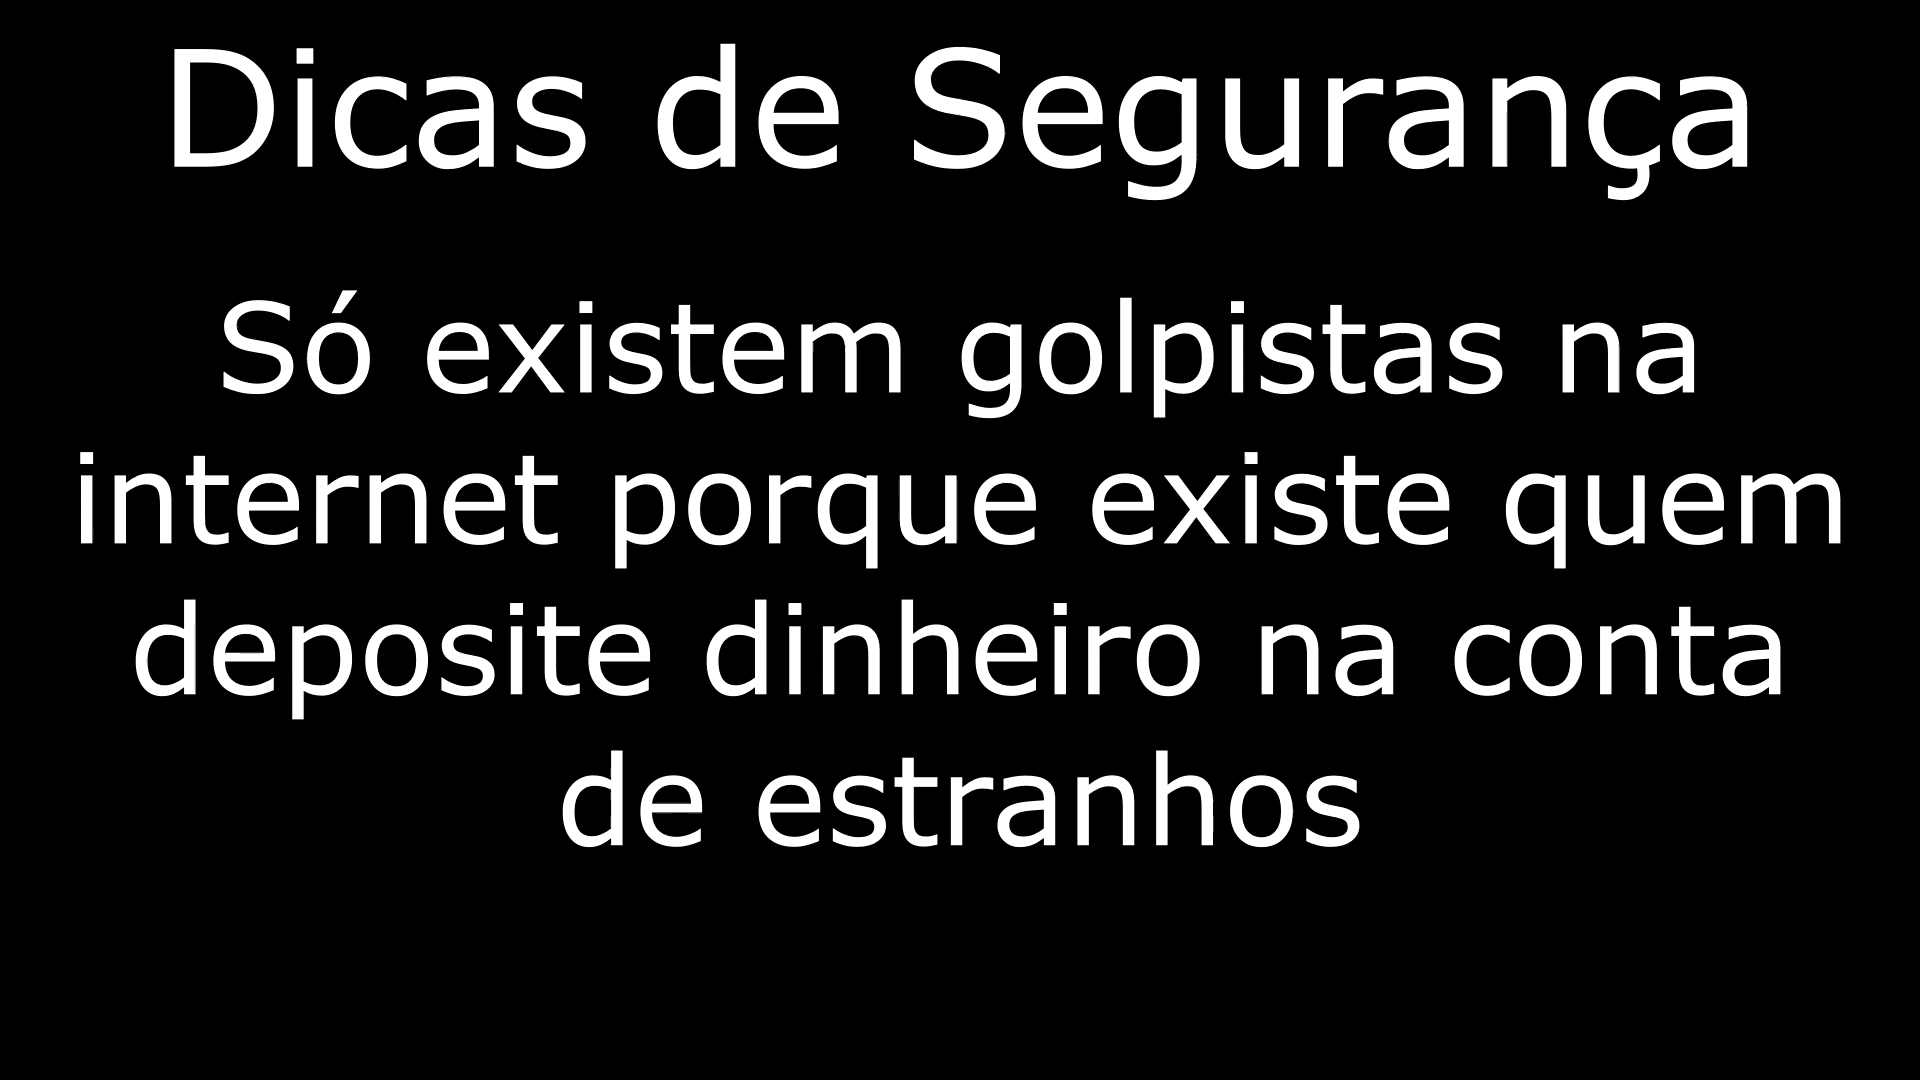 Dicas de Segurança
Só existem golpistas na
internet porque existe quem
deposite dinheiro na conta
de estranhos